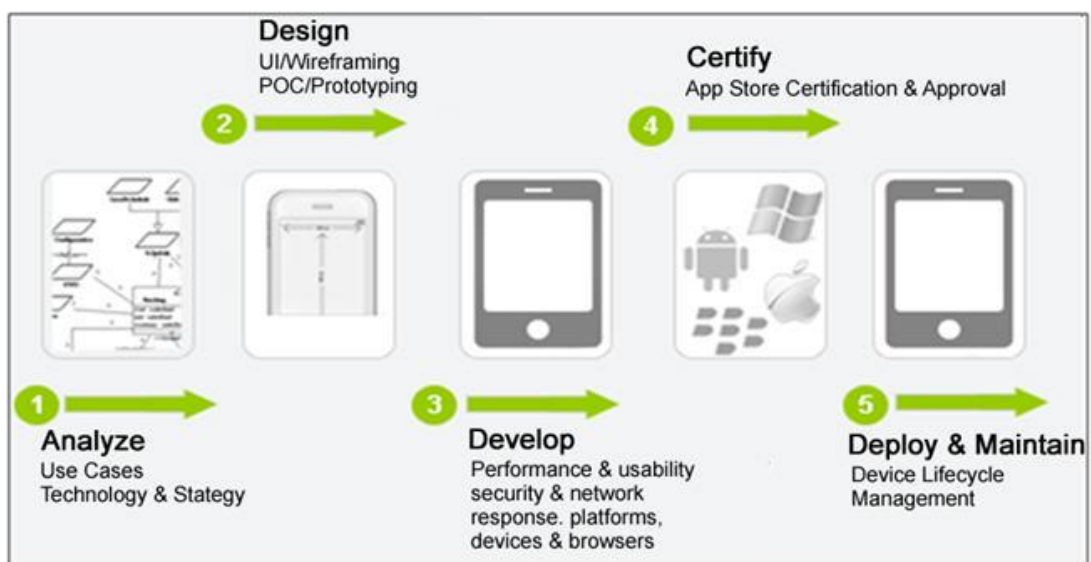 Design
UI/Wireframing
POC/Prototyping
2
Certify
App Store Certification & Approval
4
1
Analyze
Use Cases
Technology & Stategy
3
Develop
Performance & usability
security & network
response. platforms,
devices & browsers
5
Deploy & Maintain
Device Lifecycle
Management